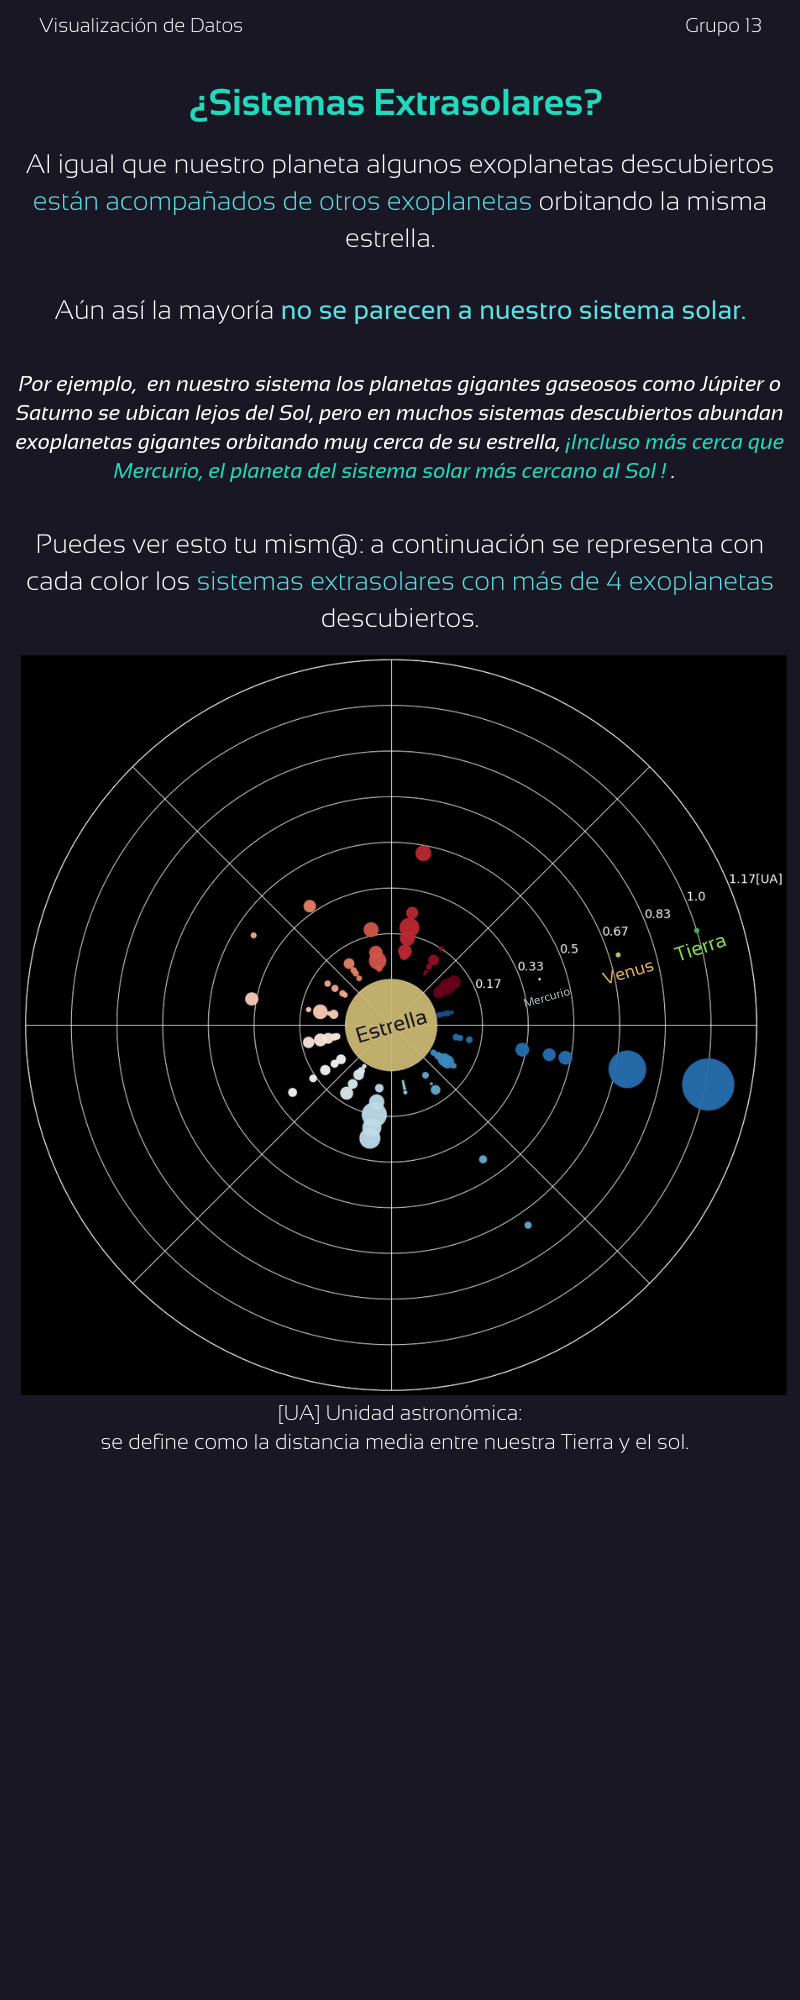 Visualización de Datos
Grupo 13
¿Sistemas Extrasolares?
Al igual que nuestro planeta algunos exoplanetas descubiertos
están acompañados de otros exoplanetas orbitando la misma
estrella.
Aún así la mayoría no se parecen a nuestro sistema solar.
Por ejemplo,  en nuestro sistema los planetas gigantes gaseosos como Júpiter o
Saturno se ubican lejos del Sol, pero en muchos sistemas descubiertos abundan
exoplanetas gigantes orbitando muy cerca de su estrella, ¡Incluso más cerca que
Mercurio, el planeta del sistema solar más cercano al Sol ! .
Puedes ver esto tu mism@: a continuación se representa con
cada color los sistemas extrasolares con más de 4 exoplanetas
descubiertos.
1.17[UA]
1.0
0.83
0.67
0.5
0.33
0.17
Tierra
Venus
Mercurio
Estrella
[UA] Unidad astronómica:
se define como la distancia media entre nuestra Tierra y el sol.